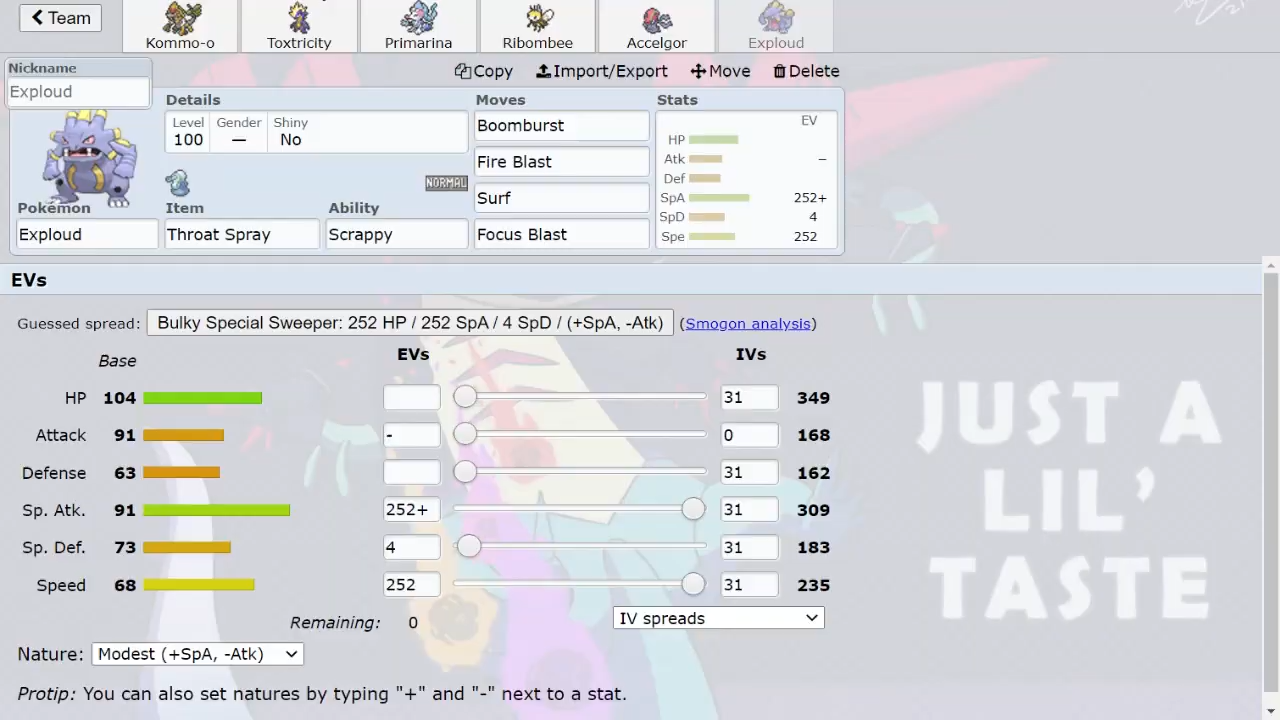 Team
Kommo-o
Toxtricity
Primarina
Ribombee
Accelgor
Exploud
Nickname
Exploud
Copy Import/Export Move Delete
Details
Level
100
Gender
—
Shiny
No
NORMAL
Pokémon
Exploud
Item
Throat Spray
Ability
Scrappy
Moves
Boomburst
Fire Blast
Surf
Focus Blast
Stats
EV
HP
Atk –
Def
SpA 252+
SpD 4
Spe 252
EVs
Guessed spread: Bulky Special Sweeper: 252 HP / 252 SpA / 4 SpD / (+SpA, -Atk) (Smogon analysis)
Base EVs IVs
HP 104 31 349
Attack 91 - 0 168
Defense 63 31 162
Sp. Atk. 91 252+ 31 309
Sp. Def. 73 4 31 183
Speed 68 252 31 235
Remaining: 0 IV spreads
Nature: Modest (+SpA, -Atk)
Protip: You can also set natures by typing "+" and "-" next to a stat.
JUST A
LIL'
TASTE